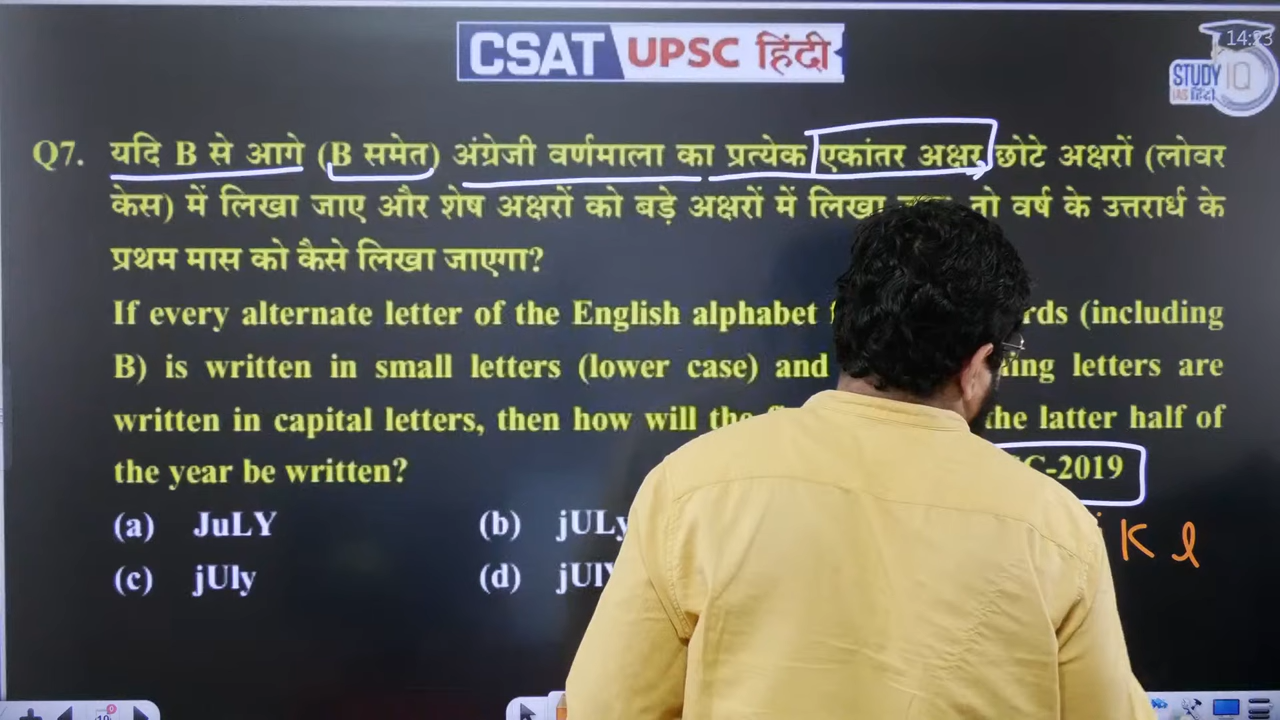 CSAT UPSC हिंदी
14:23
STUDY IQ
IAS हिंदी
Q7. यदि B से आगे (B समेत) अंग्रेजी वर्णमाला का प्रत्येक एकांतर अक्षर छोटे अक्षरों (लोवर
केस) में लिखा जाए और शेष अक्षरों को बड़े अक्षरों में लिखा तो वर्ष के उत्तरार्ध के
प्रथम मास को कैसे लिखा जाएगा?
If every alternate letter of the English alphabet (including
B) is written in small letters (lower case) and letters are
written in capital letters, then how will the latter half of
the year be written? -2019
(a) JuLY (b) jULy
K l
(c) jUly (d)